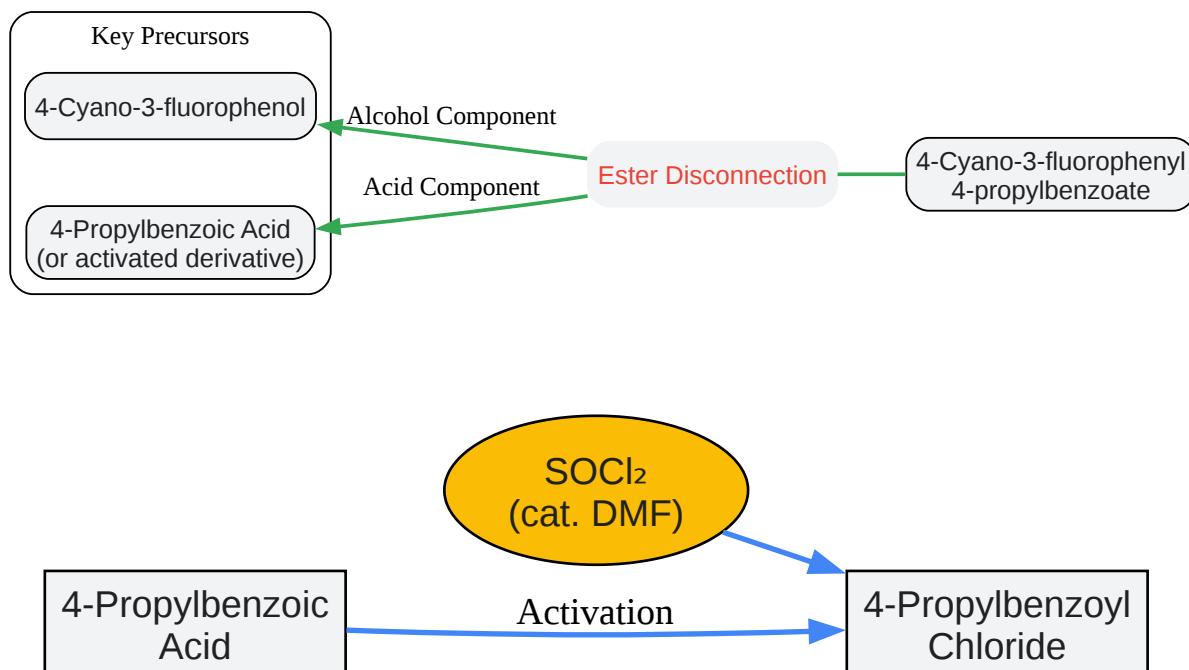 Key Precursors
4-Cyano-3-fluorophenol
Alcohol Component
Ester Disconnection
4-Cyano-3-fluorophenyl
4-propylbenzoate
Acid Component
4-Propylbenzoic Acid
(or activated derivative)
SOCl₂
(cat. DMF)
4-Propylbenzoic
Acid
Activation
4-Propylbenzoyl
Chloride